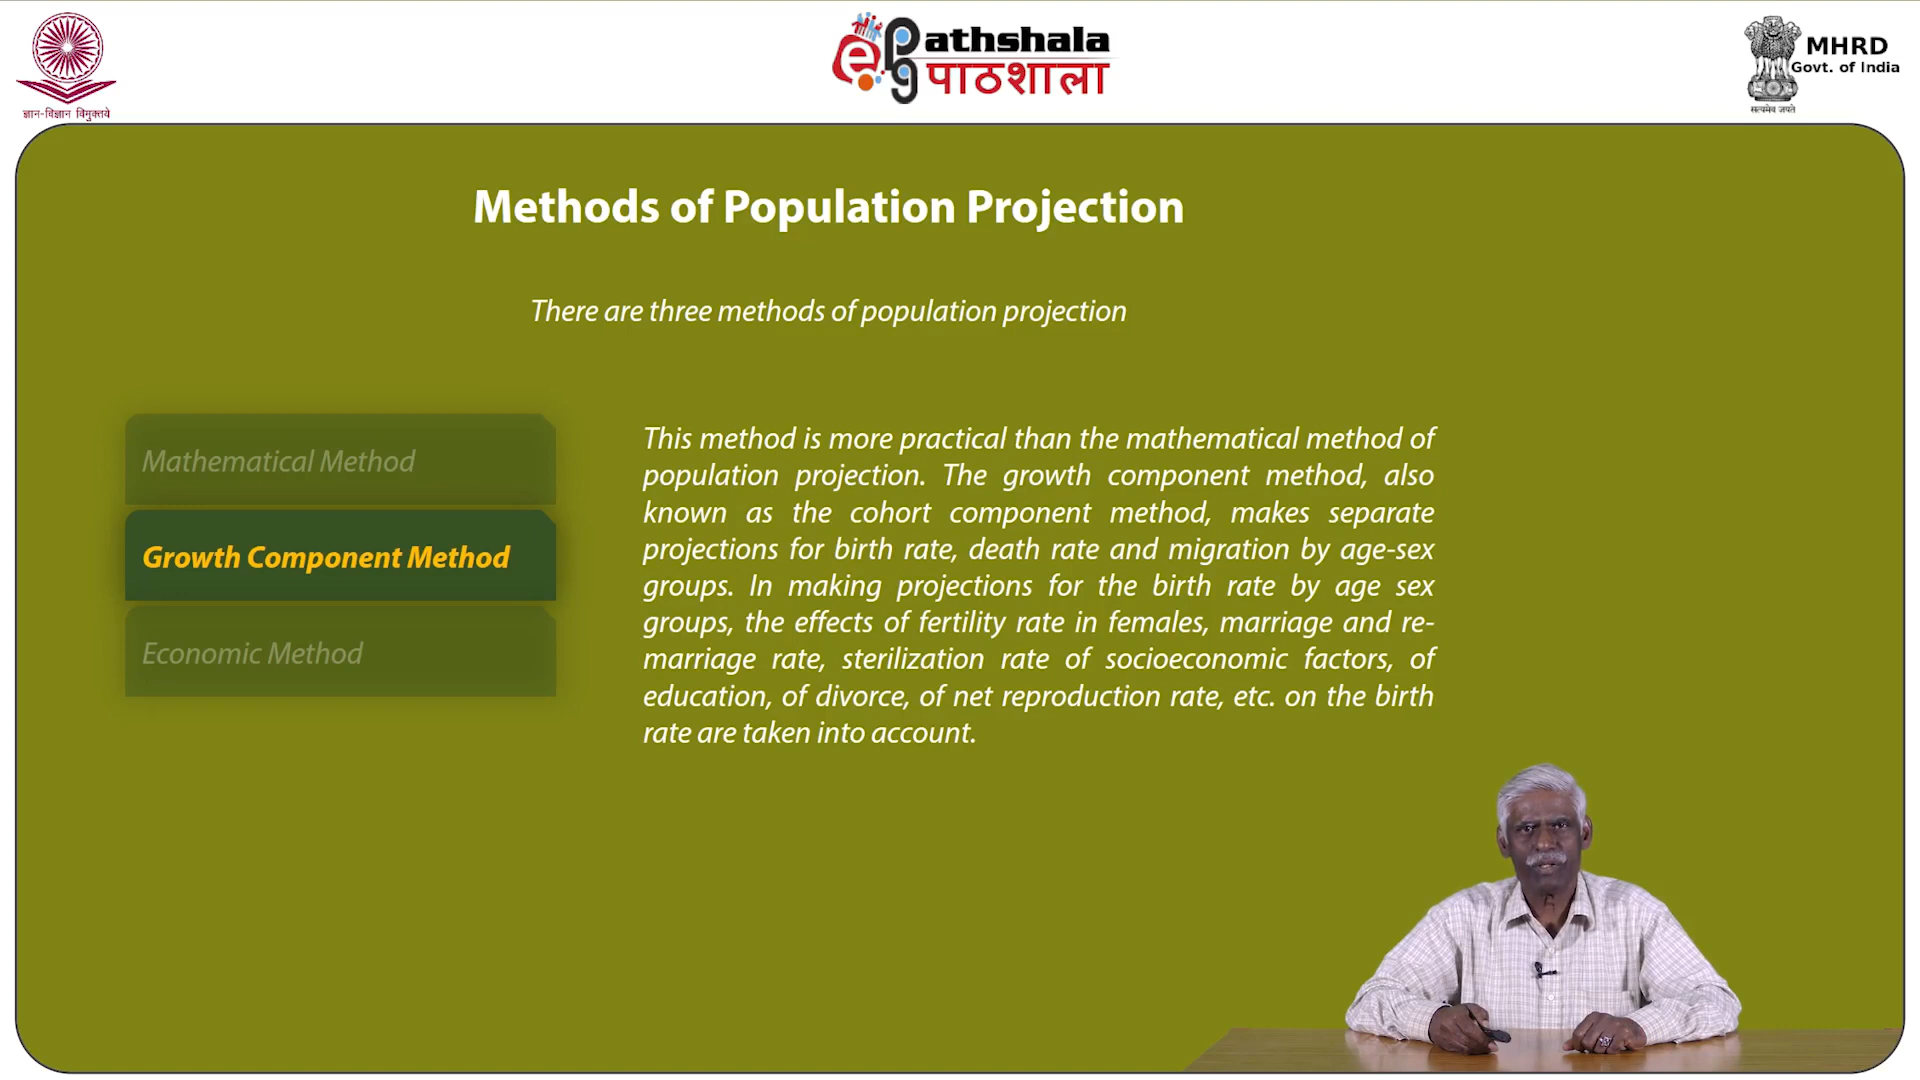 ज्ञान-विज्ञान विमुक्तये
ePg Pathshala
पाठशाला
MHRD
Govt. of India
सत्यमेव जयते
Methods of Population Projection
There are three methods of population projection
Mathematical Method
Growth Component Method
Economic Method
This method is more practical than the mathematical method of
population projection. The growth component method, also
known as the cohort component method, makes separate
projections for birth rate, death rate and migration by age-sex
groups. In making projections for the birth rate by age sex
groups, the effects of fertility rate in females, marriage and re-
marriage rate, sterilization rate of socioeconomic factors, of
education, of divorce, of net reproduction rate, etc. on the birth
rate are taken into account.